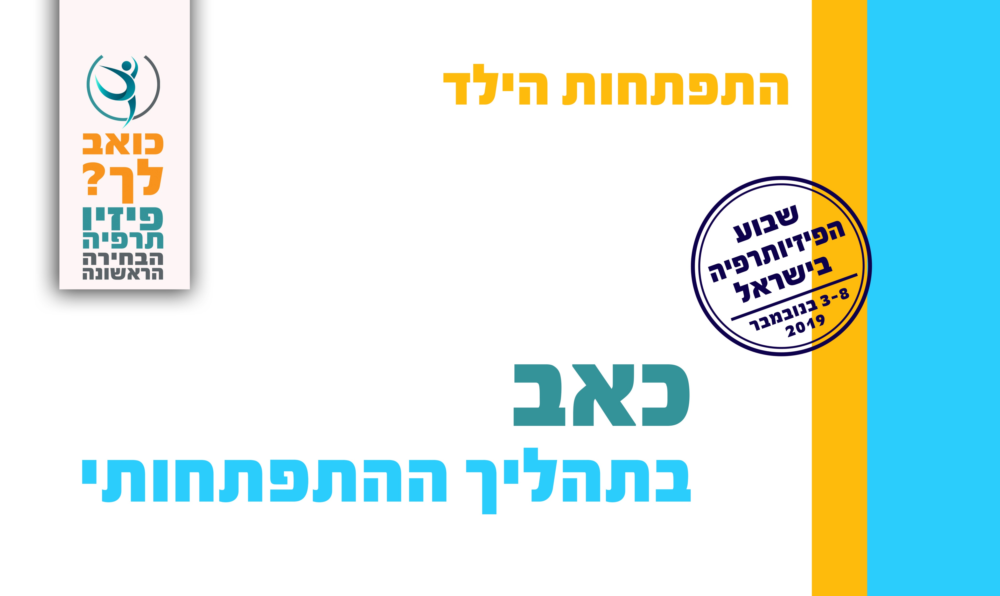 התפתחות הילד
כואב
לך?
פיזיו
תרפיה
הבחירה
הראשונה
שבוע
הפיזיותרפיה
בישראל
3-8 בנובמבר
2019
כאב
בתהליך ההתפתחותי